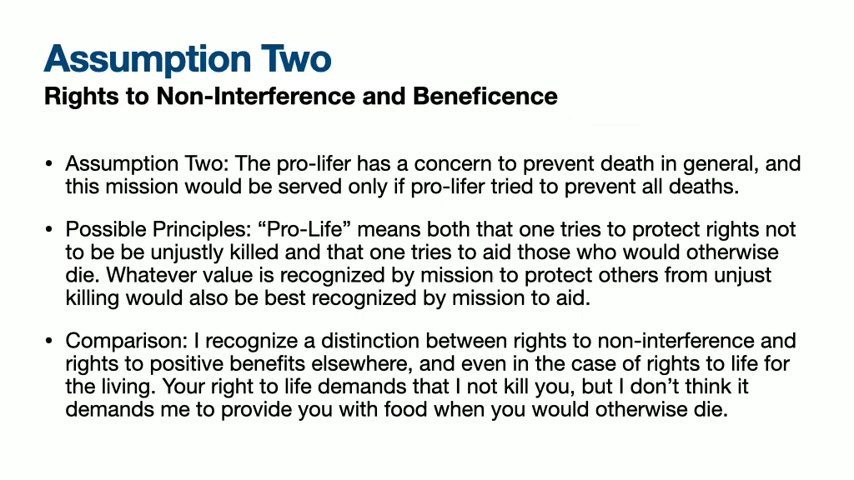 Assumption Two
Rights to Non-Interference and Beneficence
• Assumption Two: The pro-lifer has a concern to prevent death in general, and
this mission would be served only if pro-lifer tried to prevent all deaths.
• Possible Principles: “Pro-Life” means both that one tries to protect rights not
to be be unjustly killed and that one tries to aid those who would otherwise
die. Whatever value is recognized by mission to protect others from unjust
killing would also be best recognized by mission to aid.
• Comparison: I recognize a distinction between rights to non-interference and
rights to positive benefits elsewhere, and even in the case of rights to life for
the living. Your right to life demands that I not kill you, but I don’t think it
demands me to provide you with food when you would otherwise die.